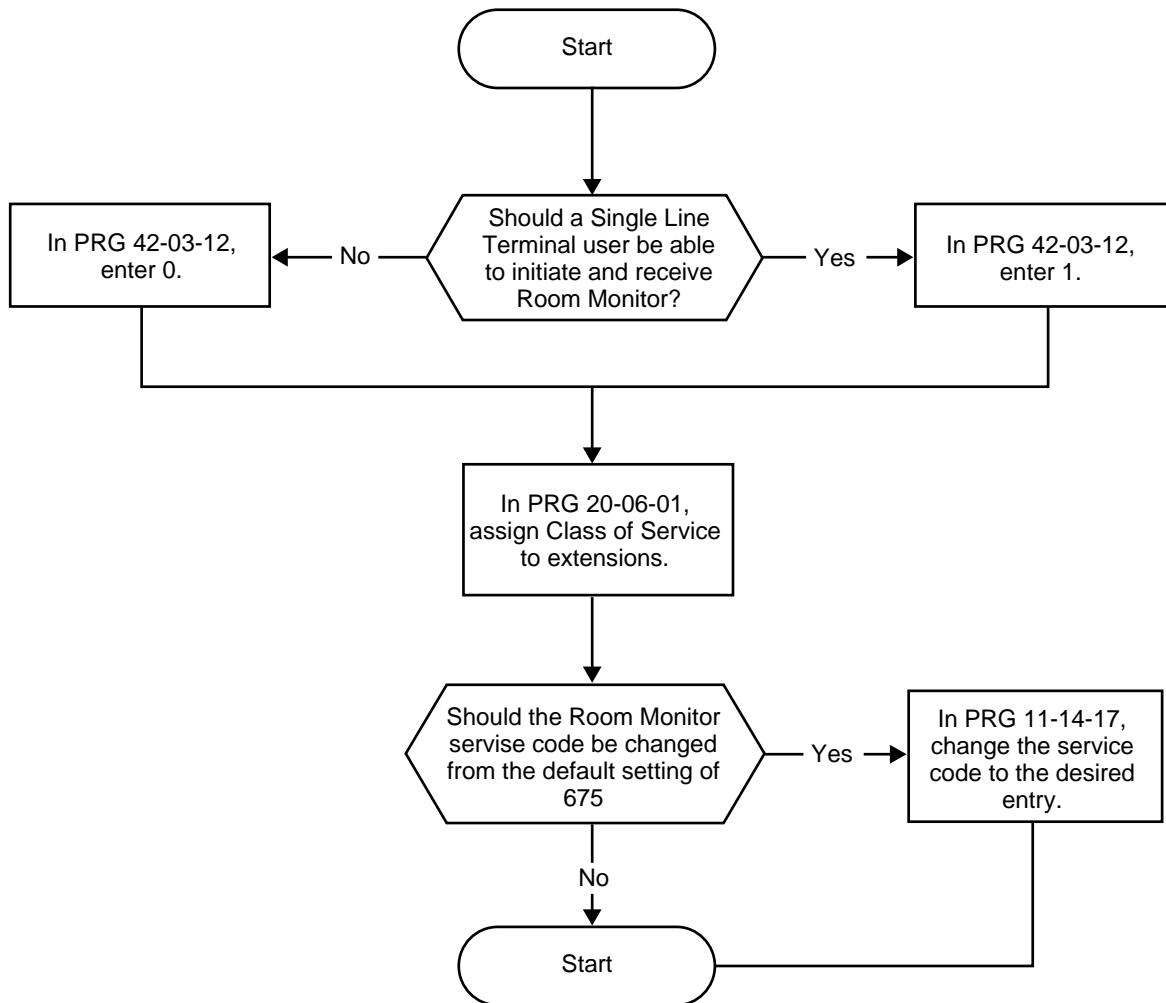 Start
Should a Single Line
Terminal user be able
to initiate and receive
Room Monitor?
No
Yes
In PRG 42-03-12,
enter 0.
In PRG 42-03-12,
enter 1.
In PRG 20-06-01,
assign Class of Service
to extensions.
Should the Room Monitor
servise code be changed
from the default setting of
675
Yes
In PRG 11-14-17,
change the service
code to the desired
entry.
No
Start